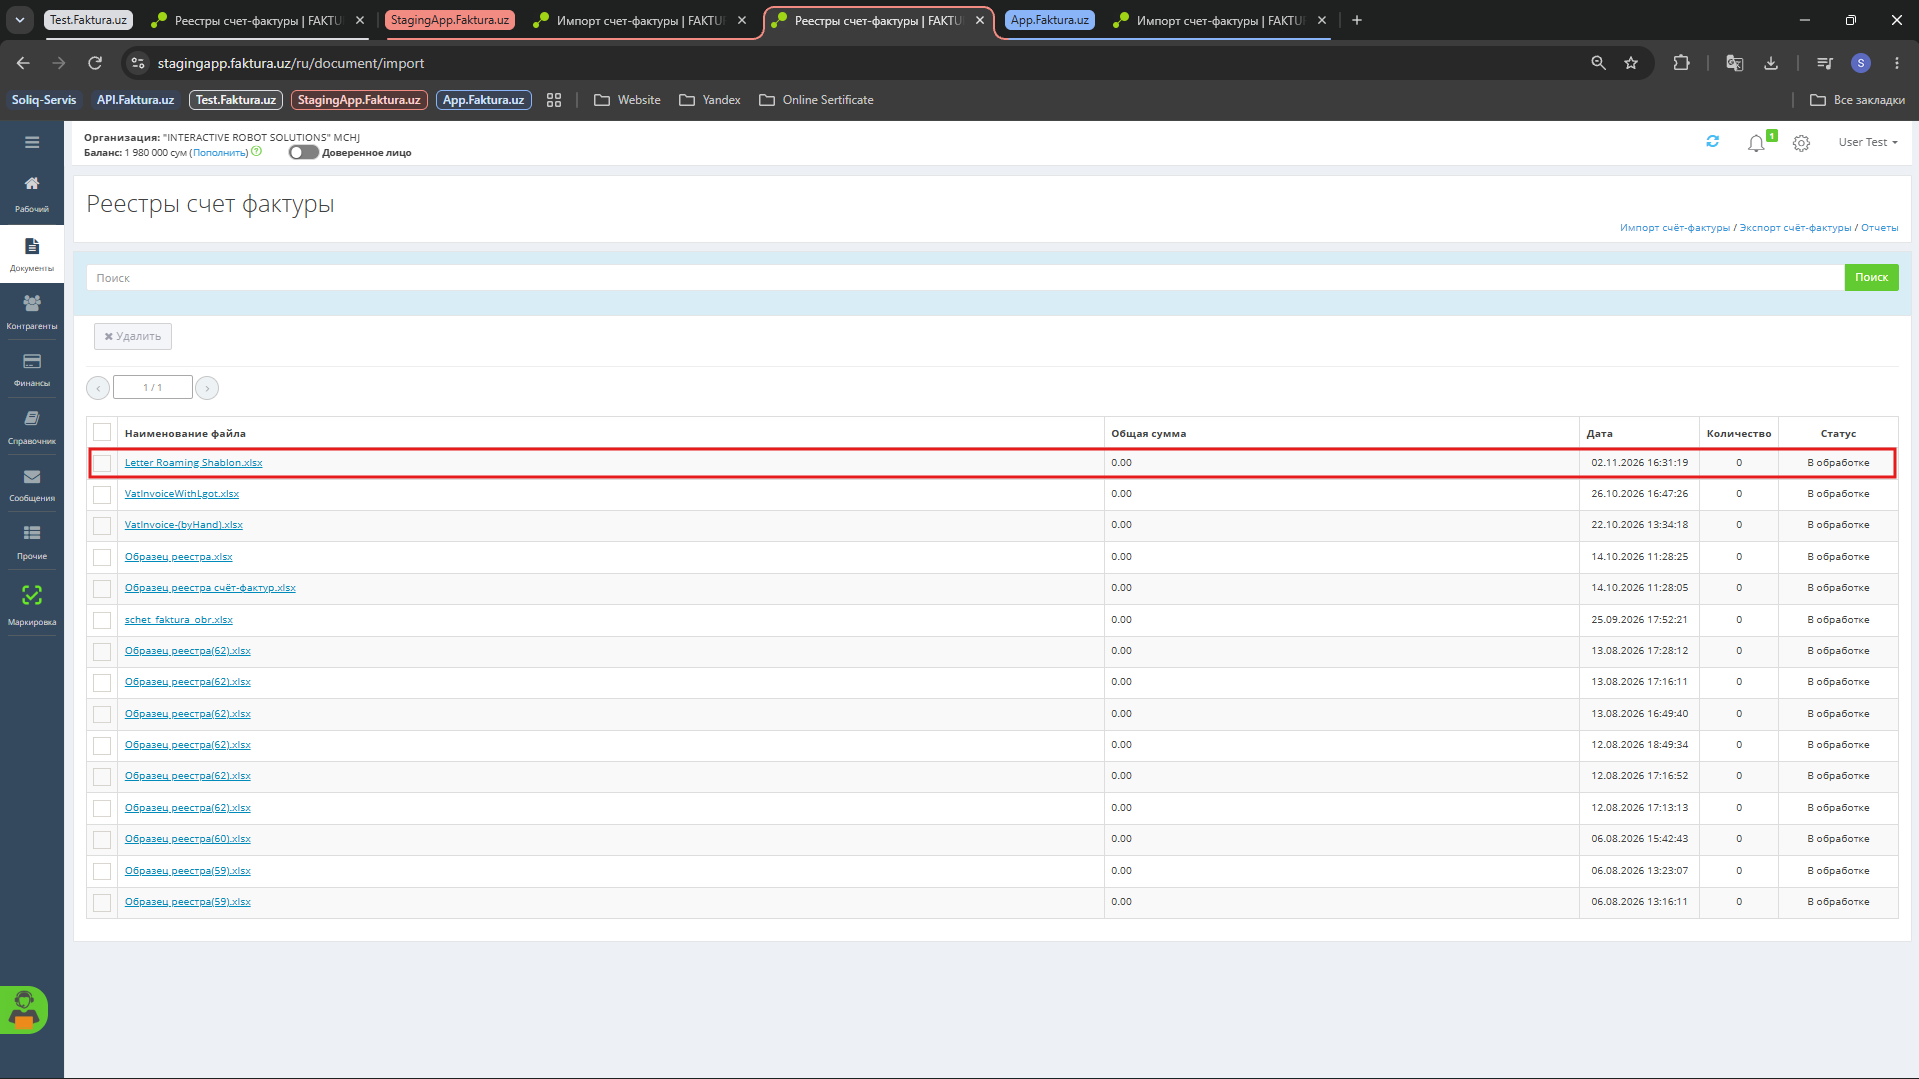 Test.Faktura.uz
Реестры счет-фактуры | FAKTU
StagingApp.Faktura.uz
Импорт счет-фактуры | FAKTU
Реестры счет-фактуры | FAKTU
App.Faktura.uz
Импорт счет-фактуры | FAKTU
stagingapp.faktura.uz/ru/document/import
S
Soliq-Servis API.Faktura.uz Test.Faktura.uz StagingApp.Faktura.uz App.Faktura.uz Website Yandex Online Sertificate Все закладки
Организация: "INTERACTIVE ROBOT SOLUTIONS" MCHJ
Баланс: 1 980 000 сум (Пополнить) ? Доверенное лицо
1
User Test
Рабочий
Документы
Контрагенты
Финансы
Справочник
Сообщения
Прочие
Маркировка
Реестры счет фактуры
Импорт счёт-фактуры / Экспорт счёт-фактуры / Отчеты
Поиск Поиск
✖ Удалить
‹ 1 / 1 ›
Наименование файла Общая сумма Дата Количество Статус
Letter Roaming Shablon.xlsx 0.00 02.11.2026 16:31:19 0 В обработке
VatInvoiceWithLgot.xlsx 0.00 26.10.2026 16:47:26 0 В обработке
VatInvoice-(byHand).xlsx 0.00 22.10.2026 13:34:18 0 В обработке
Образец реестра.xlsx 0.00 14.10.2026 11:28:25 0 В обработке
Образец реестра счёт-фактур.xlsx 0.00 14.10.2026 11:28:05 0 В обработке
schet_faktura_obr.xlsx 0.00 25.09.2026 17:52:21 0 В обработке
Образец реестра(62).xlsx 0.00 13.08.2026 17:28:12 0 В обработке
Образец реестра(62).xlsx 0.00 13.08.2026 17:16:11 0 В обработке
Образец реестра(62).xlsx 0.00 13.08.2026 16:49:40 0 В обработке
Образец реестра(62).xlsx 0.00 12.08.2026 18:49:34 0 В обработке
Образец реестра(62).xlsx 0.00 12.08.2026 17:16:52 0 В обработке
Образец реестра(62).xlsx 0.00 12.08.2026 17:13:13 0 В обработке
Образец реестра(60).xlsx 0.00 06.08.2026 15:42:43 0 В обработке
Образец реестра(59).xlsx 0.00 06.08.2026 13:23:07 0 В обработке
Образец реестра(59).xlsx 0.00 06.08.2026 13:16:11 0 В обработке